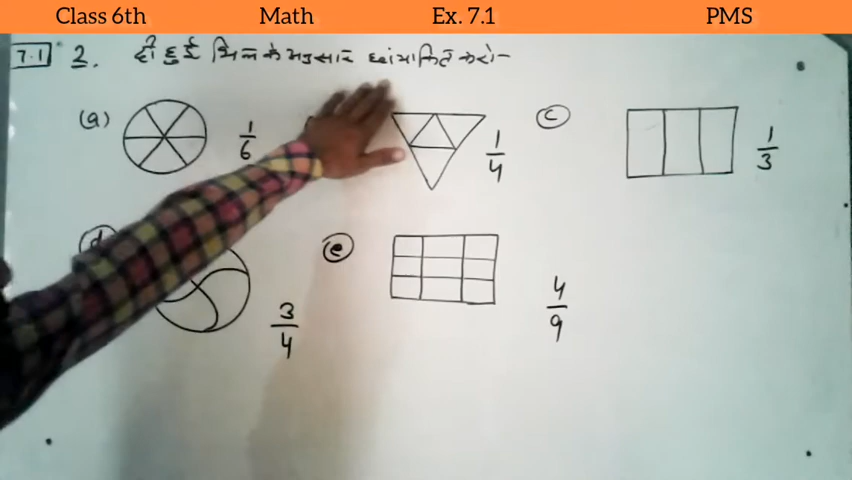 Class 6th Math Ex. 7.1 PMS
7.1 2. दी हुई भिन्न के अनुसार छायांकित करो-
(a) 1/6 1/4 (c) 1/3
(d) 3/4 (e) 4/9